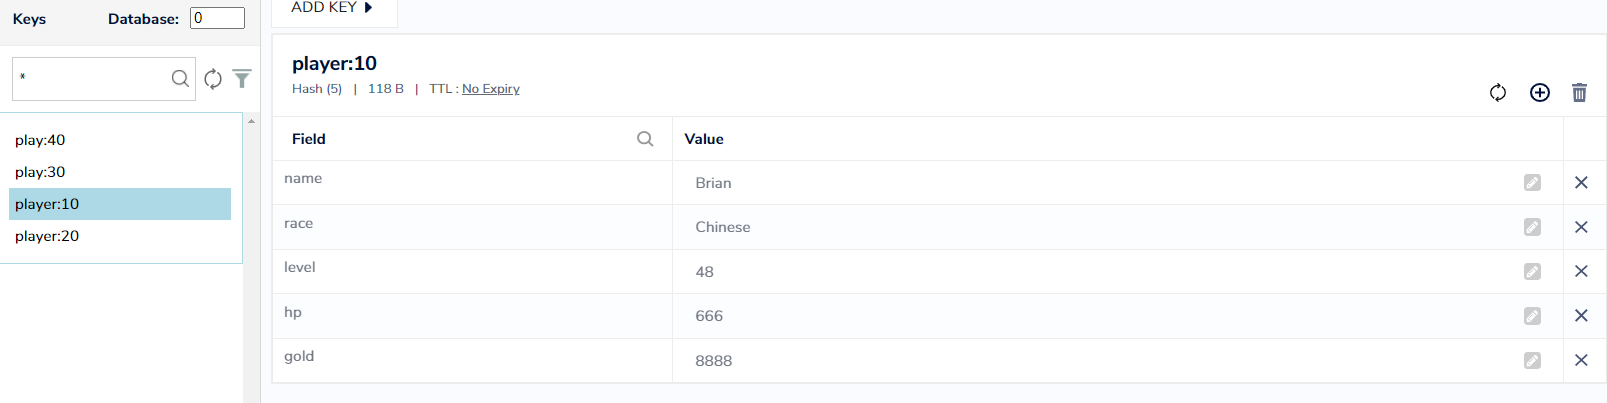 Keys Database: 0
*
play:40
play:30
player:10
player:20
ADD KEY
player:10
Hash (5) | 118 B | TTL : No Expiry
Field Value
name Brian
race Chinese
level 48
hp 666
gold 8888